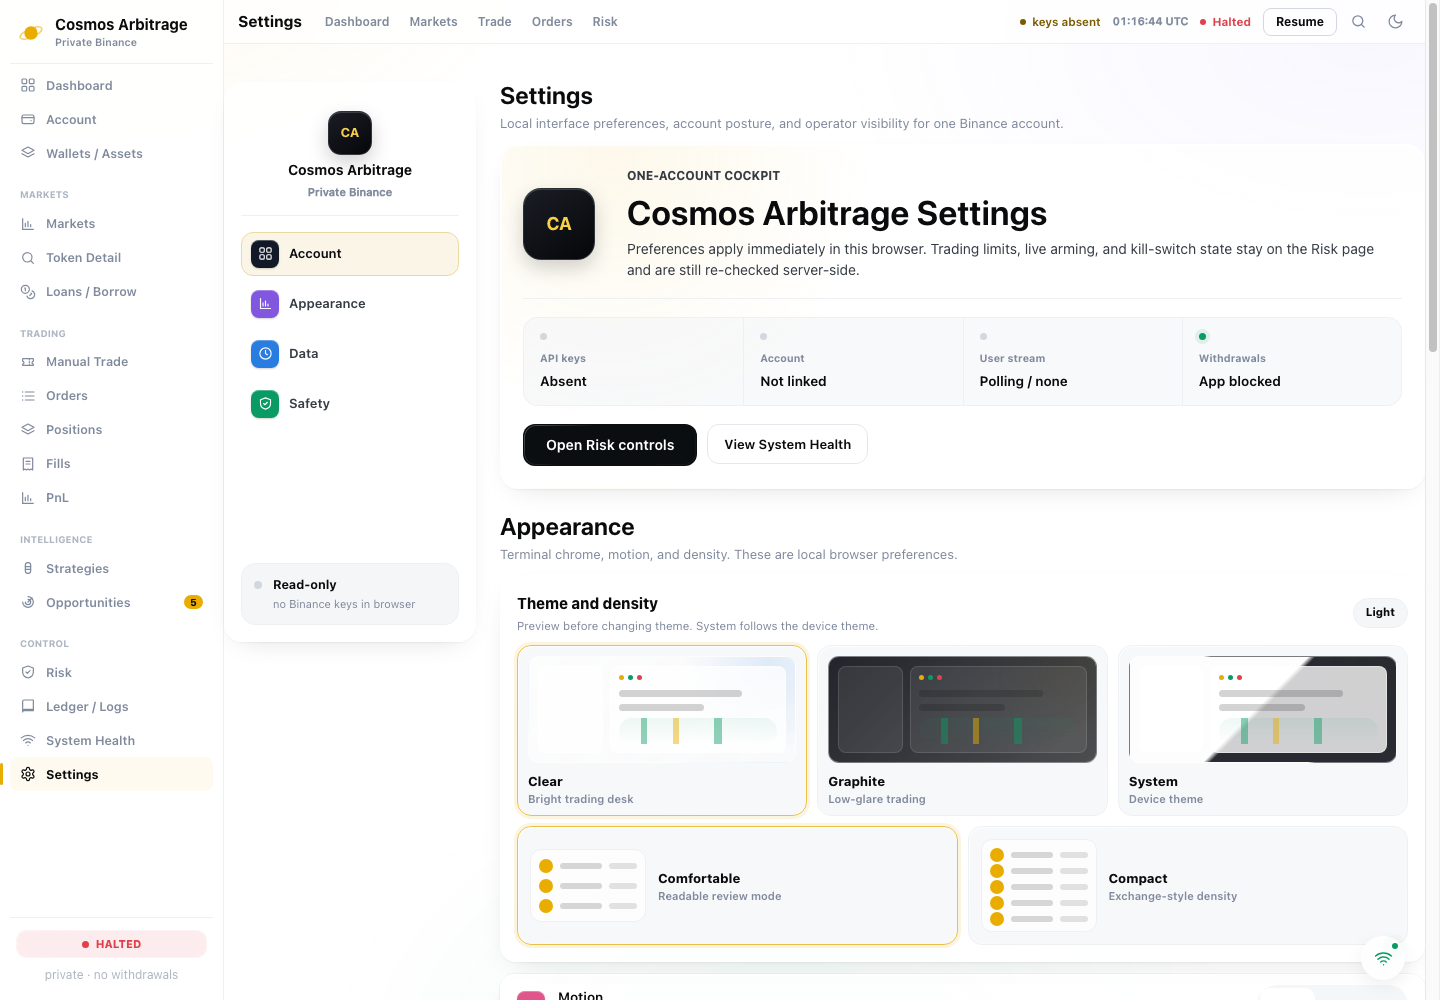 Cosmos Arbitrage
Private Binance
Dashboard
Account
Wallets / Assets
MARKETS
Markets
Token Detail
Loans / Borrow
TRADING
Manual Trade
Orders
Positions
Fills
PnL
INTELLIGENCE
Strategies
Opportunities 5
CONTROL
Risk
Ledger / Logs
System Health
Settings
HALTED
private · no withdrawals
Settings Dashboard Markets Trade Orders Risk
keys absent 01:16:44 UTC Halted Resume
CA
Cosmos Arbitrage
Private Binance
Account
Appearance
Data
Safety
Read-only
no Binance keys in browser
Settings
Local interface preferences, account posture, and operator visibility for one Binance account.
CA
ONE-ACCOUNT COCKPIT
Cosmos Arbitrage Settings
Preferences apply immediately in this browser. Trading limits, live arming, and kill-switch state stay on the Risk page
and are still re-checked server-side.
API keys
Absent
Account
Not linked
User stream
Polling / none
Withdrawals
App blocked
Open Risk controls
View System Health
Appearance
Terminal chrome, motion, and density. These are local browser preferences.
Theme and density
Preview before changing theme. System follows the device theme.
Light
Clear
Bright trading desk
Graphite
Low-glare trading
System
Device theme
Comfortable
Readable review mode
Compact
Exchange-style density
Motion